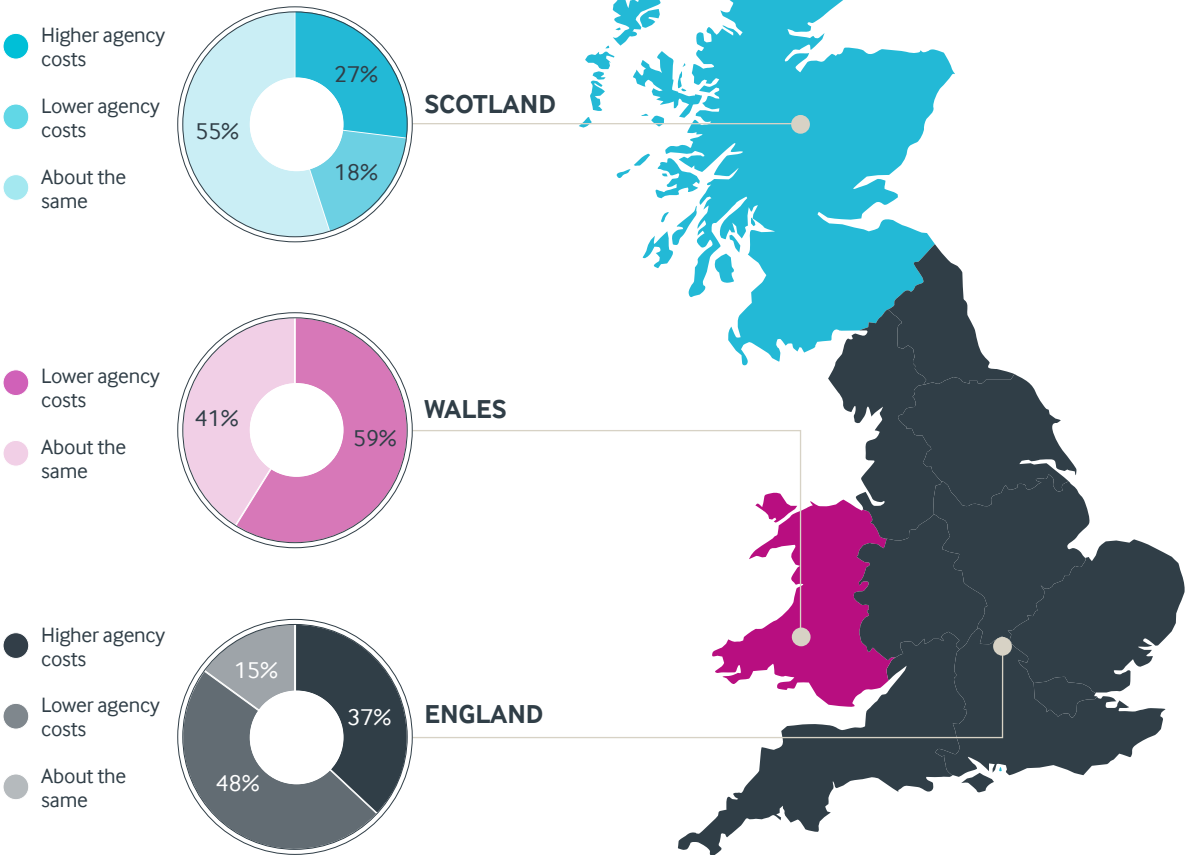 Higher agency
costs
Lower agency
costs
About the
same
27%
55%
18%
SCOTLAND
Lower agency
costs
About the
same
41%
59%
WALES
Higher agency
costs
Lower agency
costs
About the
same
15%
37%
48%
ENGLAND